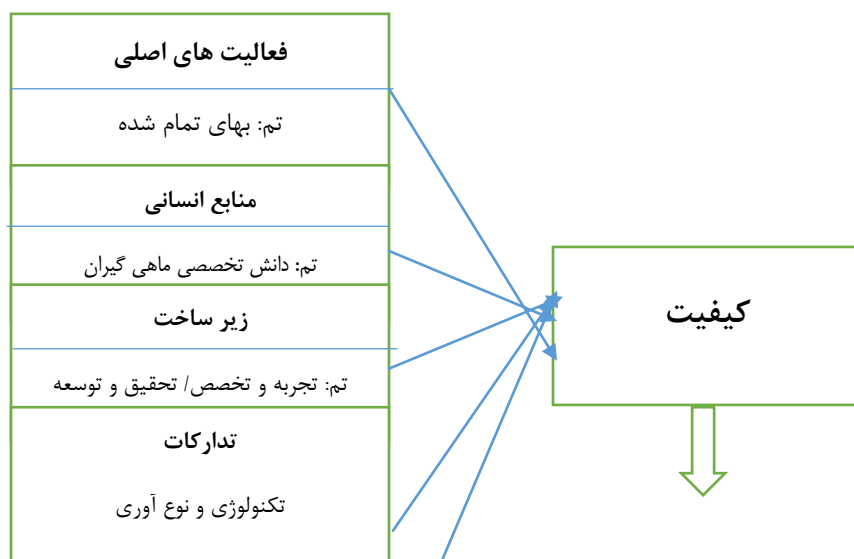 فعالیت های اصلی
تم: بهای تمام شده
منابع انسانی
تم: دانش تخصصی ماهی گیران
زیر ساخت
تم: تجربه و تخصص/ تحقیق و توسعه
تدارکات
تکنولوژی و نوع آوری
کیفیت